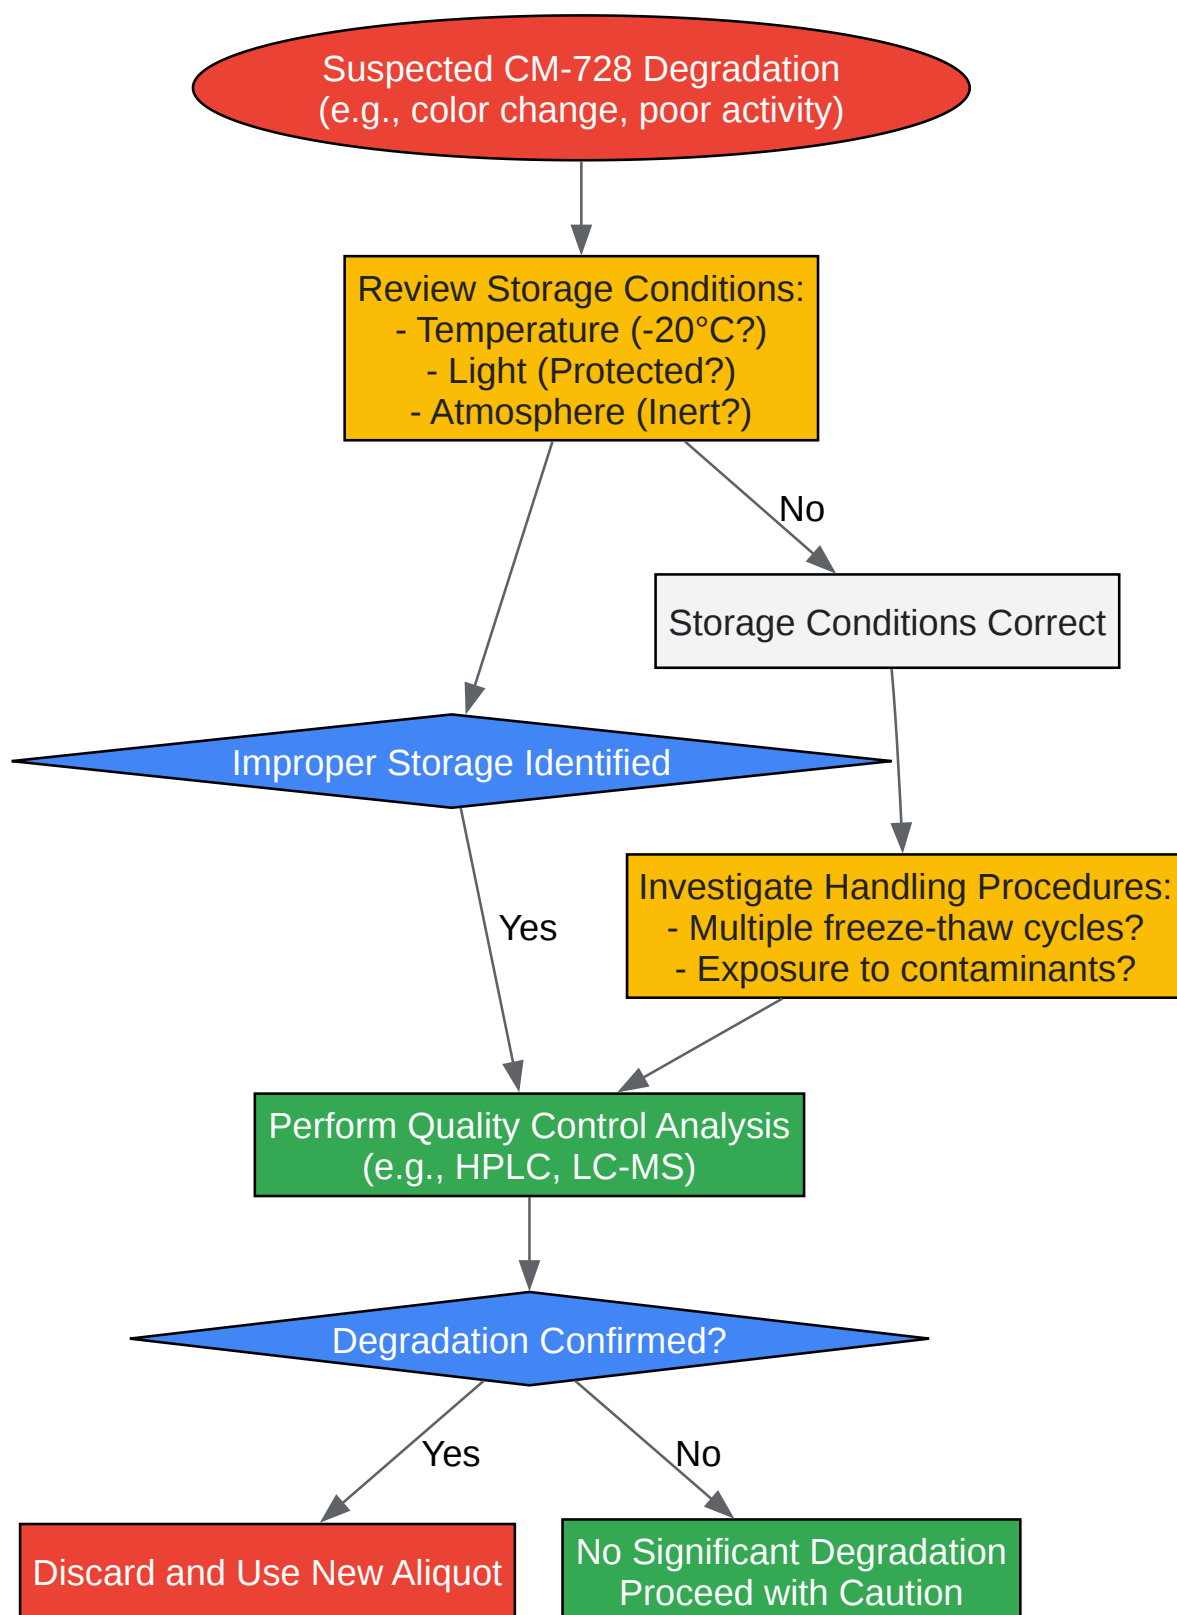 Suspected CM-728 Degradation
(e.g., color change, poor activity)
Review Storage Conditions:
- Temperature (-20°C?)
- Light (Protected?)
- Atmosphere (Inert?)
No
Storage Conditions Correct
Improper Storage Identified
Yes
Investigate Handling Procedures:
- Multiple freeze-thaw cycles?
- Exposure to contaminants?
Perform Quality Control Analysis
(e.g., HPLC, LC-MS)
Degradation Confirmed?
Yes
No
Discard and Use New Aliquot
No Significant Degradation
Proceed with Caution